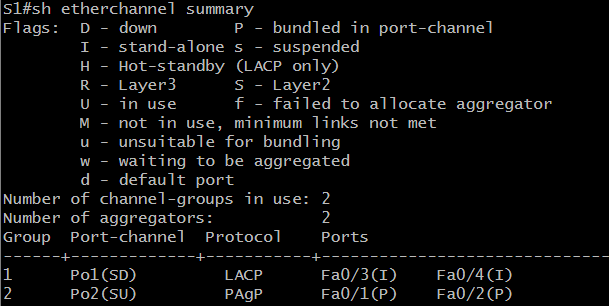 S1#sh etherchannel summary
Flags:  D - down        P - bundled in port-channel
        I - stand-alone s - suspended
        H - Hot-standby (LACP only)
        R - Layer3      S - Layer2
        U - in use      f - failed to allocate aggregator
        M - not in use, minimum links not met
        u - unsuitable for bundling
        w - waiting to be aggregated
        d - default port
Number of channel-groups in use: 2
Number of aggregators:           2
Group  Port-channel  Protocol    Ports
------+-------------+-----------+-----------------------------
1      Po1(SD)         LACP      Fa0/3(I)    Fa0/4(I)
2      Po2(SU)         PAgP      Fa0/1(P)    Fa0/2(P)